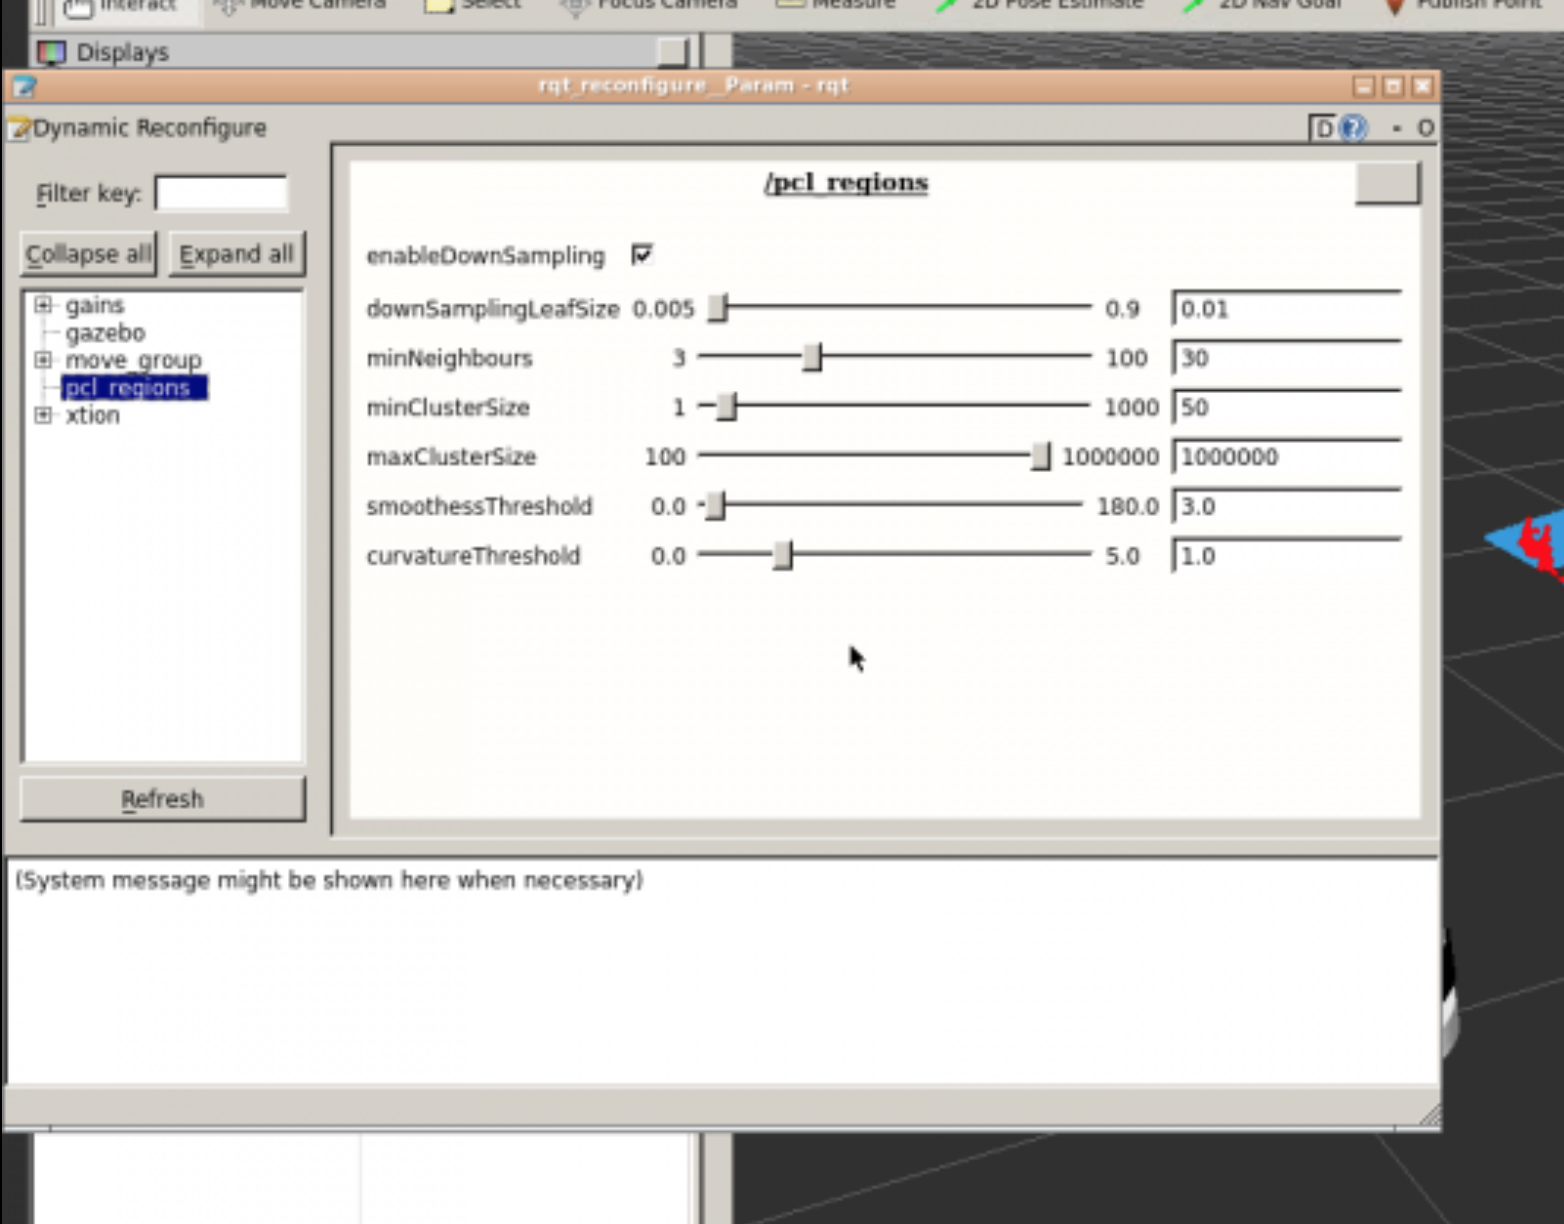 Interact Move Camera Select Focus Camera Measure 2D Pose Estimate 2D Nav Goal Publish Point
Displays
rqt_reconfigure__Param - rqt
Dynamic Reconfigure D ? - O
Filter key:
Collapse all Expand all
gains
gazebo
move_group
pcl_regions
xtion
Refresh
/pcl_regions
enableDownSampling
downSamplingLeafSize 0.005 0.9 0.01
minNeighbours 3 100 30
minClusterSize 1 1000 50
maxClusterSize 100 1000000 1000000
smoothessThreshold 0.0 180.0 3.0
curvatureThreshold 0.0 5.0 1.0
(System message might be shown here when necessary)